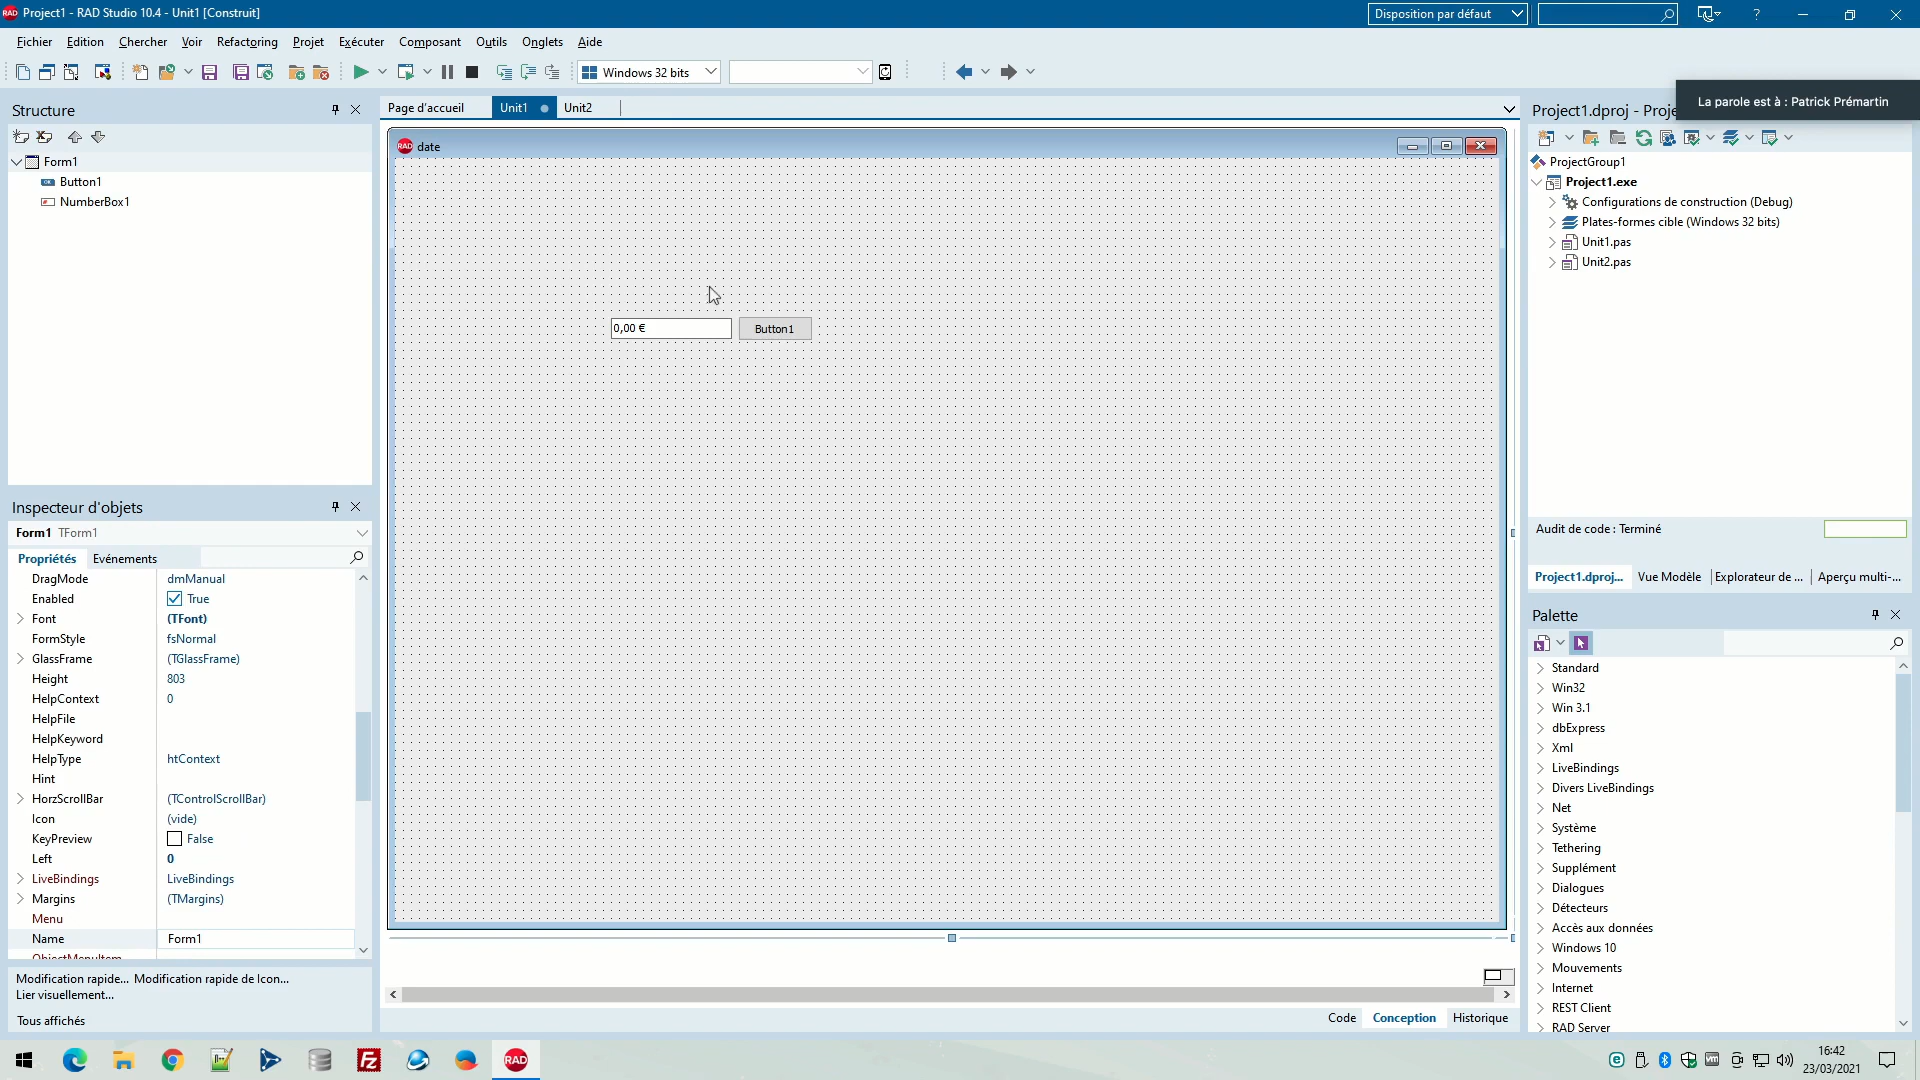 Project1 - RAD Studio 10.4 - Unit1 [Construit]
Disposition par défaut
?
Fichier Edition Chercher Voir Refactoring Projet Exécuter Composant Outils Onglets Aide
Windows 32 bits
La parole est à : Patrick Prémartin
Structure
Form1
Button1
NumberBox1
Page d'accueil Unit1 Unit2
RAD date
0,00 €
Button1
Inspecteur d'objets
Form1 TForm1
Propriétés Evénements
DragMode dmManual
Enabled True
Font (TFont)
FormStyle fsNormal
GlassFrame (TGlassFrame)
Height 803
HelpContext 0
HelpFile
HelpKeyword
HelpType htContext
Hint
HorzScrollBar (TControlScrollBar)
Icon (vide)
KeyPreview False
Left 0
LiveBindings LiveBindings
Margins (TMargins)
Menu
Name Form1
ObjectMenuItem
Modification rapide... Modification rapide de Icon...
Lier visuellement...
Tous affichés
Code Conception Historique
Project1.dproj - Proje
ProjectGroup1
Project1.exe
Configurations de construction (Debug)
Plates-formes cible (Windows 32 bits)
Unit1.pas
Unit2.pas
Audit de code : Terminé
Project1.dproj... Vue Modèle Explorateur de ... Aperçu multi-...
Palette
Standard
Win32
Win 3.1
dbExpress
Xml
LiveBindings
Divers LiveBindings
Net
Système
Tethering
Supplément
Dialogues
Détecteurs
Accès aux données
Windows 10
Mouvements
Internet
REST Client
RAD Server
RAD
16:42
23/03/2021